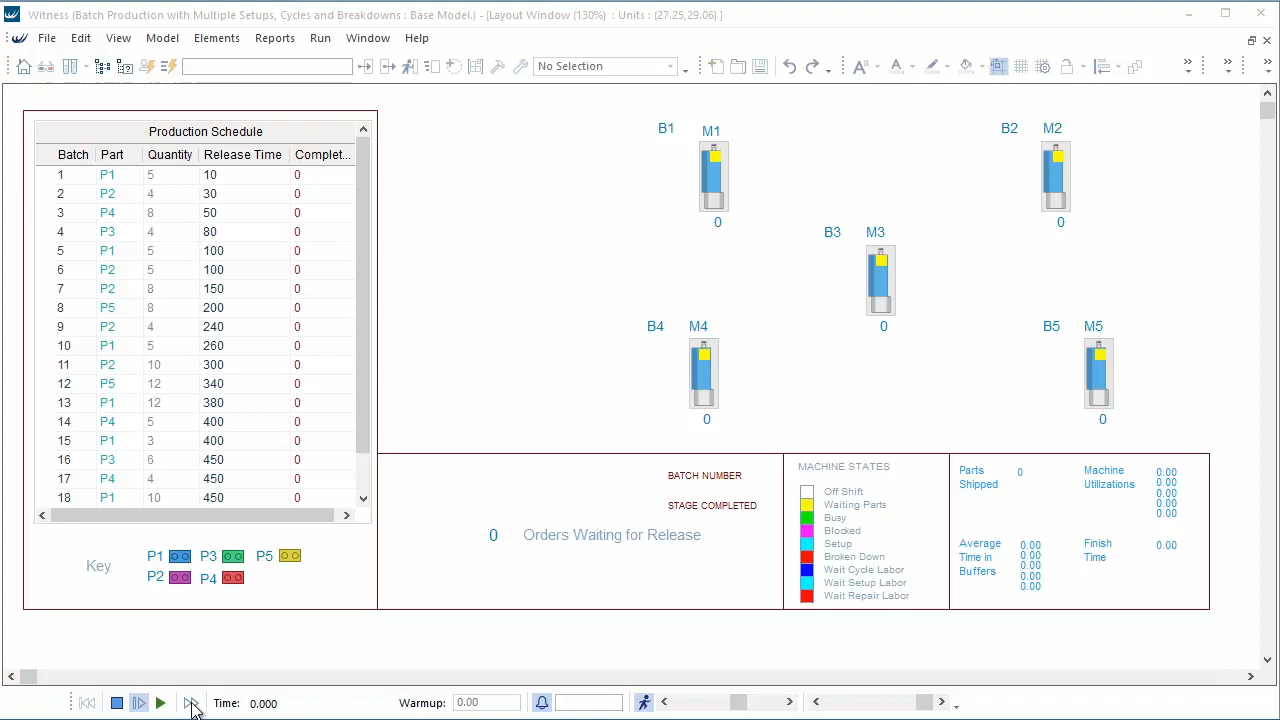 Witness (Batch Production with Multiple Setups, Cycles and Breakdowns : Base Model.) - [Layout Window (130%) : Units : (27.25,29.06) ]
File Edit View Model Elements Reports Run Window Help
No Selection
Production Schedule
Batch Part Quantity Release Time Complet...
1 P1 5 10 0
2 P2 4 30 0
3 P4 8 50 0
4 P3 4 80 0
5 P1 5 100 0
6 P2 5 100 0
7 P2 8 150 0
8 P5 8 200 0
9 P2 4 240 0
10 P1 5 260 0
11 P2 10 300 0
12 P5 12 340 0
13 P1 12 380 0
14 P4 5 400 0
15 P1 3 400 0
16 P3 6 450 0
17 P4 4 450 0
18 P1 10 450 0
Key
P1 P3 P5
P2 P4
B1 M1
0
B2 M2
0
B3 M3
0
B4 M4
0
B5 M5
0
BATCH NUMBER
STAGE COMPLETED
0 Orders Waiting for Release
MACHINE STATES
Off Shift
Waiting Parts
Busy
Blocked
Setup
Broken Down
Wait Cycle Labor
Wait Setup Labor
Wait Repair Labor
Parts Shipped 0
Machine Utilizations
0.00
0.00
0.00
0.00
0.00
Average Time in Buffers
0.00
0.00
0.00
0.00
0.00
Finish Time 0.00
Time: 0.000
Warmup: 0.00